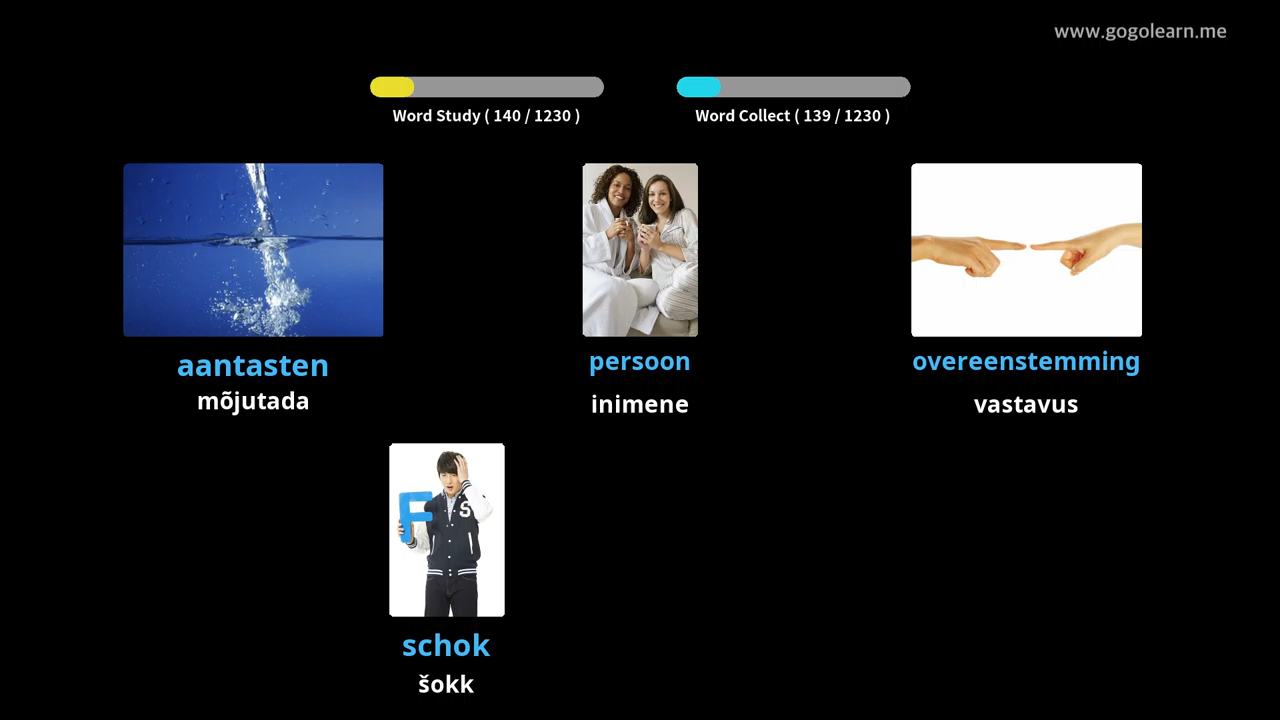 www.gogolearn.me
Word Study ( 140 / 1230 )
Word Collect ( 139 / 1230 )
aantasten
mõjutada
persoon
inimene
overeenstemming
vastavus
F
S
schok
šokk